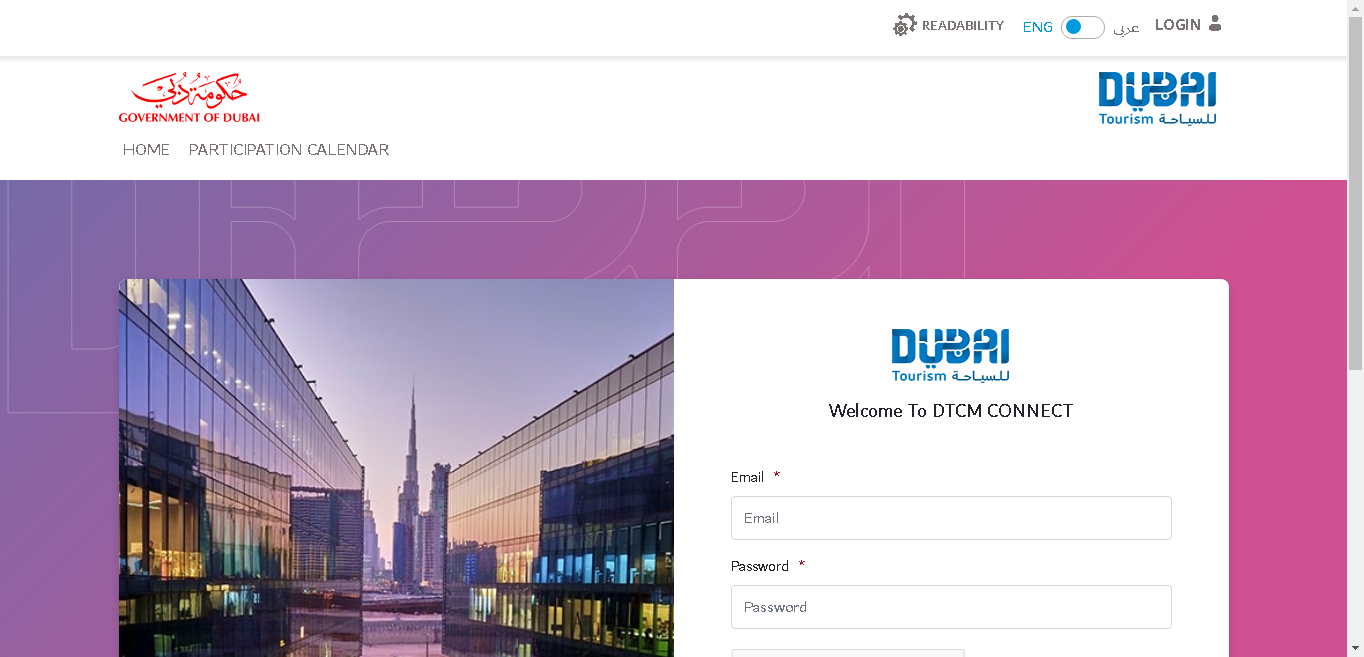 READABILITY
ENG
عربي
LOGIN
حكومة دبي
GOVERNMENT OF DUBAI
DUBAI
Tourism للسياحة
HOME
PARTICIPATION CALENDAR
DUBAI
Tourism للسياحة
Welcome To DTCM CONNECT
Email *
Email
Password *
Password